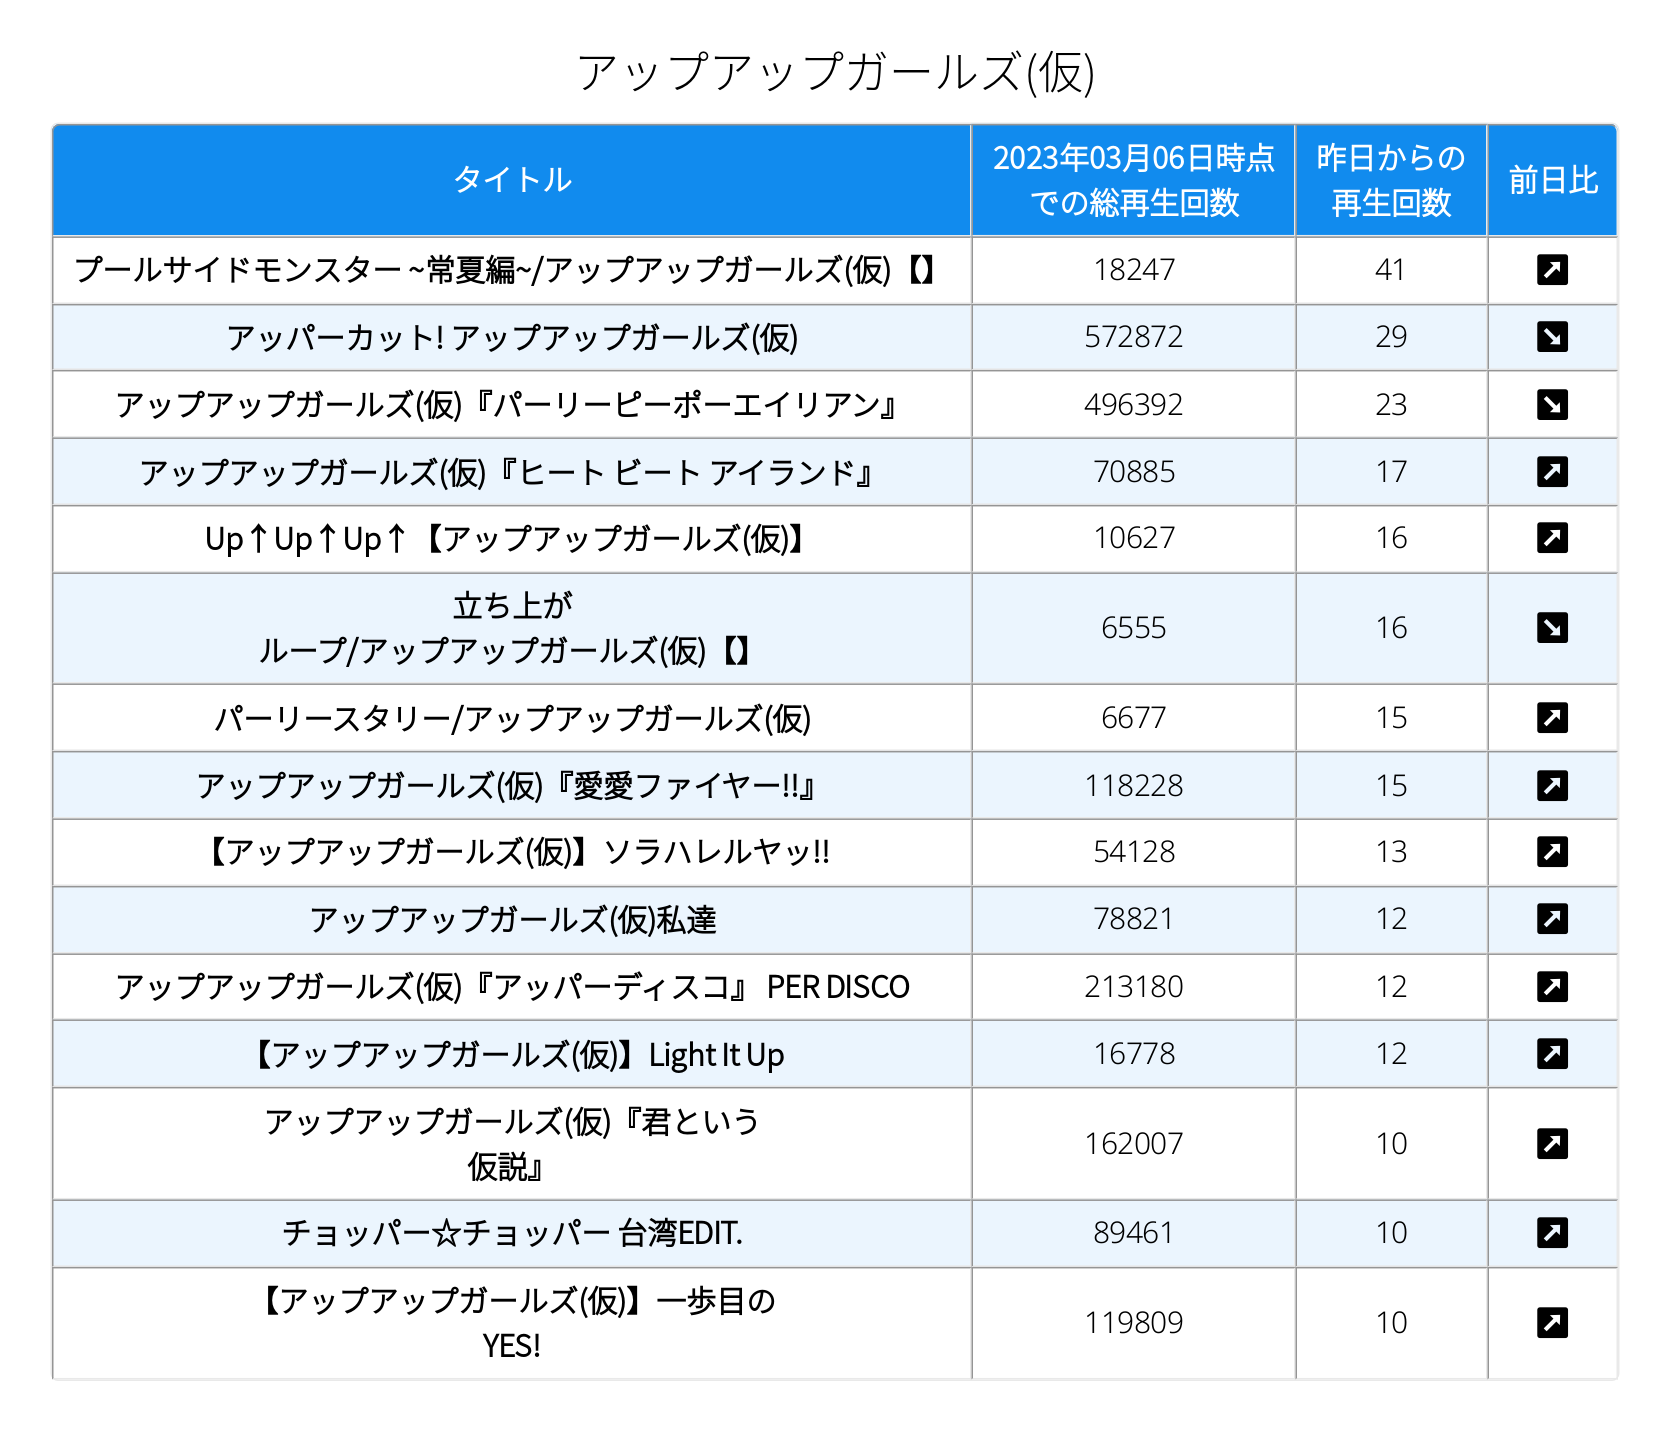 アップアップガールズ(仮)
タイトル
2023年03月06日時点
での総再生回数
昨日からの
再生回数
前日比
プールサイドモンスター ~常夏編~/アップアップガールズ(仮)【】
18247
41
アッパーカット! アップアップガールズ(仮)
572872
29
アップアップガールズ(仮)『パーリーピーポーエイリアン』
496392
23
アップアップガールズ(仮)『ヒート ビート アイランド』
70885
17
Up↑Up↑Up↑【アップアップガールズ(仮)】
10627
16
立ち上が
ループ/アップアップガールズ(仮)【】
6555
16
パーリースタリー/アップアップガールズ(仮)
6677
15
アップアップガールズ(仮)『愛愛ファイヤー!!』
118228
15
【アップアップガールズ(仮)】ソラハレルヤッ!!
54128
13
アップアップガールズ(仮)私達
78821
12
アップアップガールズ(仮)『アッパーディスコ』 PER DISCO
213180
12
【アップアップガールズ(仮)】Light It Up
16778
12
アップアップガールズ(仮)『君という
仮説』
162007
10
チョッパー☆チョッパー 台湾EDIT.
89461
10
【アップアップガールズ(仮)】一歩目の
YES!
119809
10